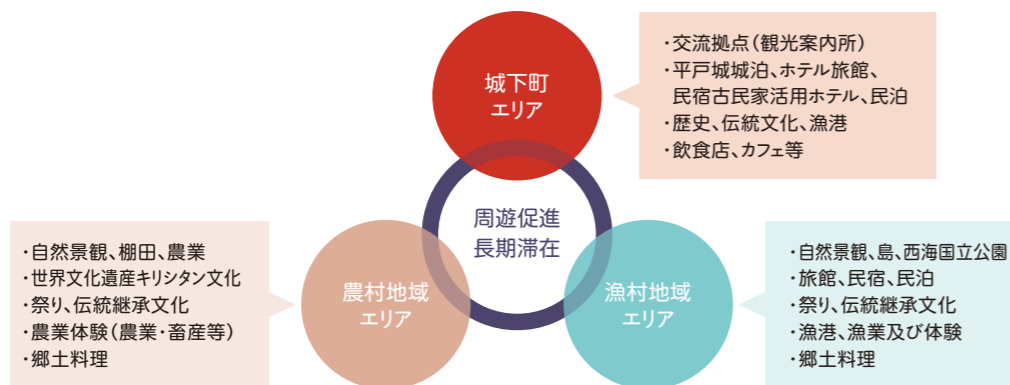 城下町
エリア
・交流拠点（観光案内所）
・平戸城城泊、ホテル旅館、
民宿古民家活用ホテル、民泊
・歴史、伝統文化、漁港
・飲食店、カフェ等
周遊促進
長期滞在
・自然景観、棚田、農業
・世界文化遺産キリシタン文化
・祭り、伝統継承文化
・農業体験（農業・畜産等）
・郷土料理
農村地域
エリア
漁村地域
エリア
・自然景観、島、西海国立公園
・旅館、民宿、民泊
・祭り、伝統継承文化
・漁港、漁業及び体験
・郷土料理